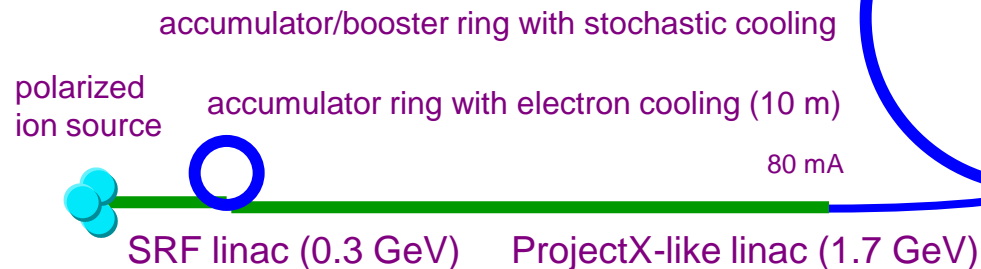 accumulator/booster ring with stochastic cooling
polarized
ion source
accumulator ring with electron cooling (10 m)
80 mA
SRF linac (0.3 GeV)
ProjectX-like linac (1.7 GeV)